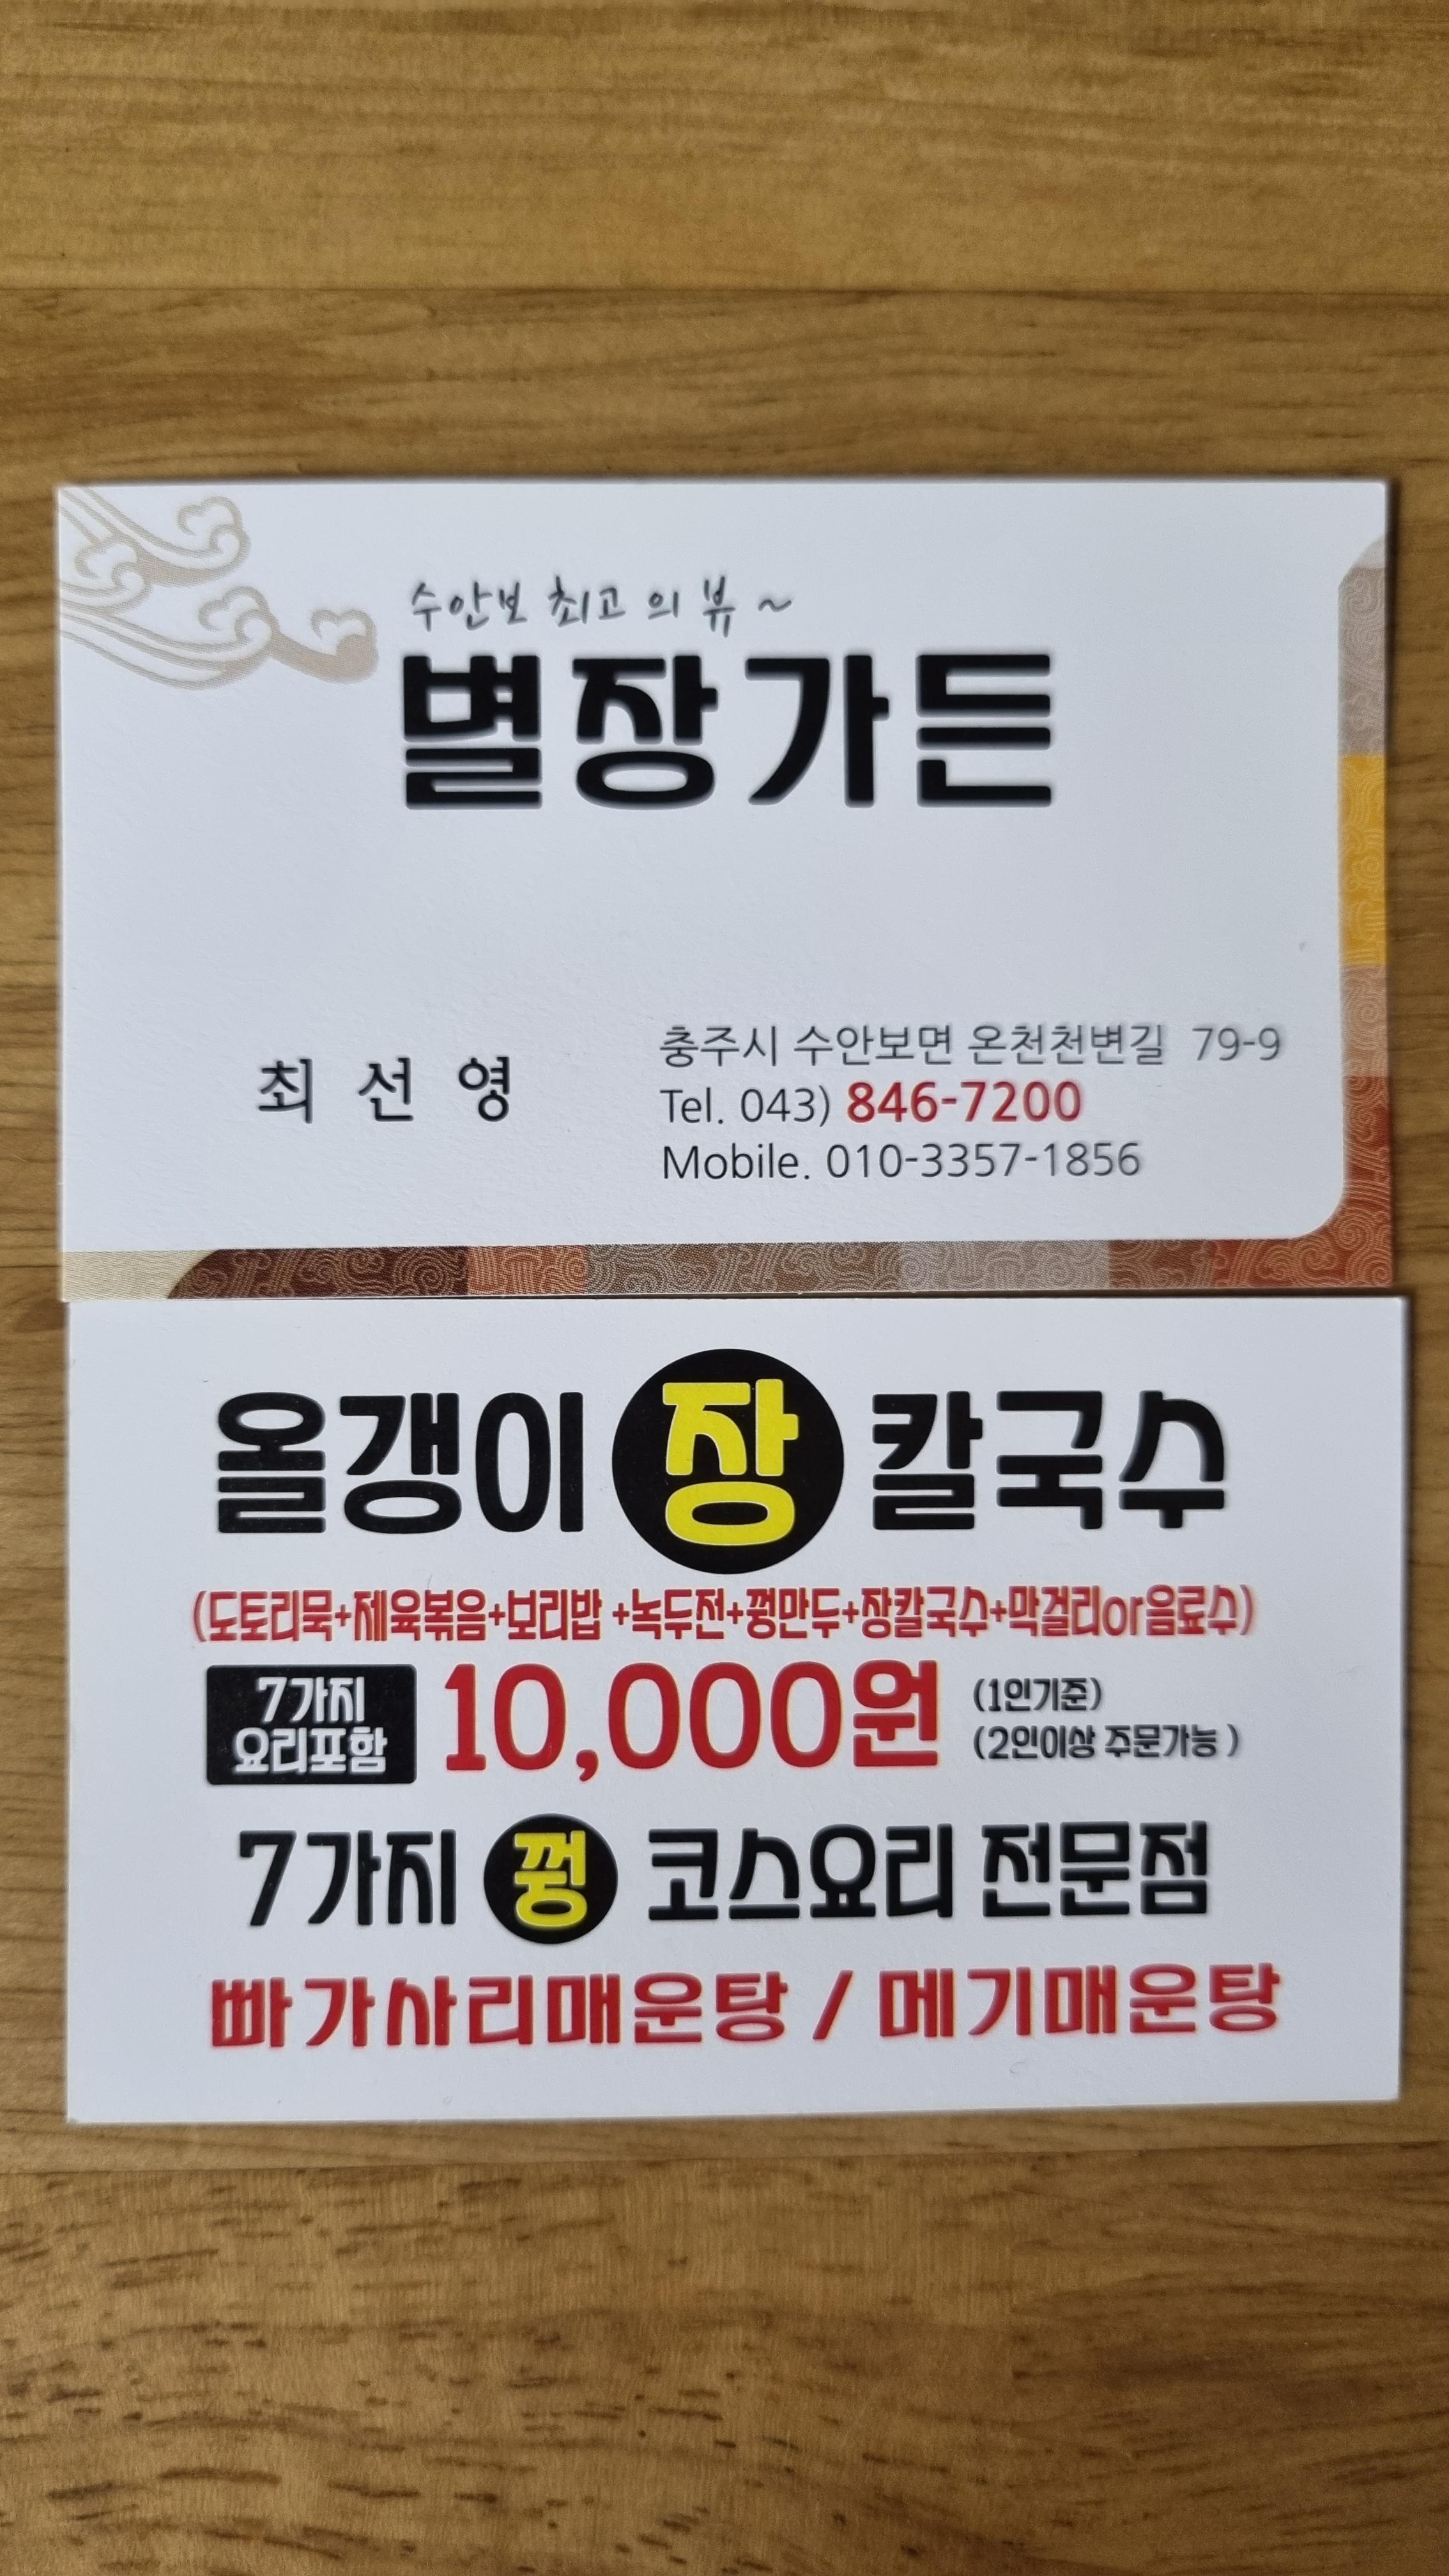 수안보 최고의 뷰~
별장가든
최 선 영
충주시 수안보면 온천천변길 79-9
Tel. 043) 846-7200
Mobile. 010-3357-1856
올갱이 장 칼국수
(도토리묵+제육볶음+보리밥 +녹두전+꿩만두+장칼국수+막걸리or음료수)
7가지
요리포함
10,000원
(1인기준)
(2인이상 주문가능)
7가지 꿩 코스요리 전문점
빠가사리매운탕 / 메기매운탕